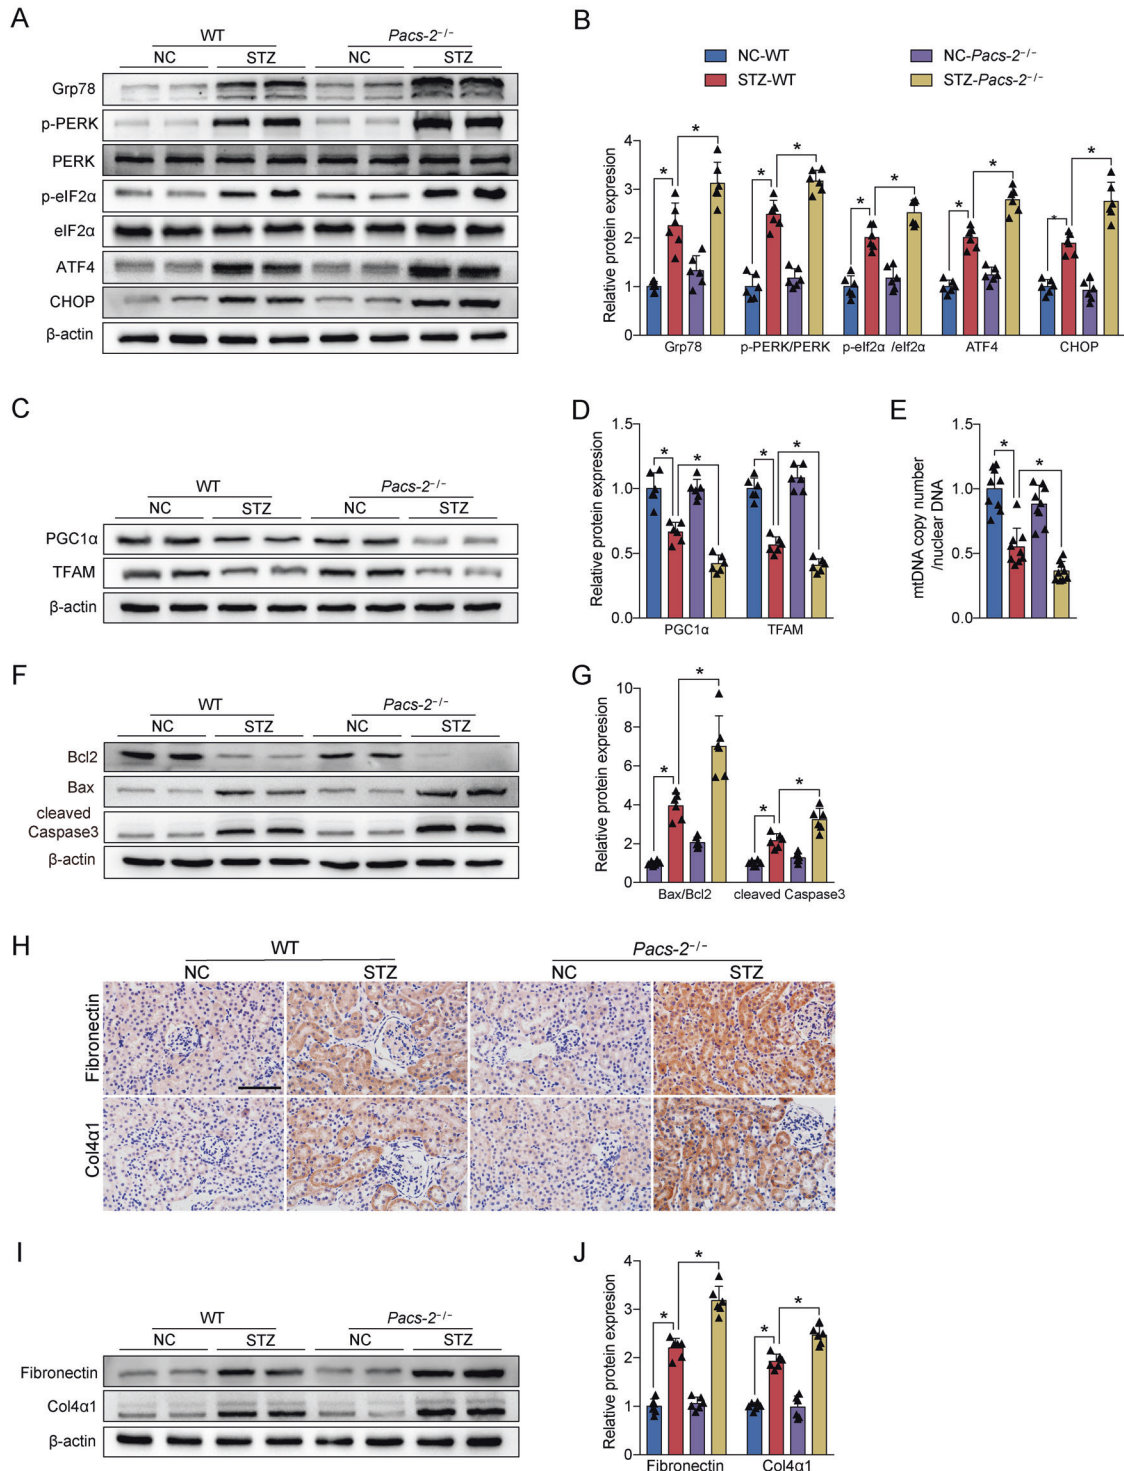 A
WT Pacs-2⁻/⁻
NC STZ NC STZ
Grp78
p-PERK
PERK
p-eIF2α
eIF2α
ATF4
CHOP
β-actin
B
NC-WT NC-Pacs-2⁻/⁻
STZ-WT STZ-Pacs-2⁻/⁻
Relative protein expresion
4
3
2
1
0
* * * * * * * * * *
Grp78 p-PERK/PERK p-eIf2α /eIf2α ATF4 CHOP
C
WT Pacs-2⁻/⁻
NC STZ NC STZ
PGC1α
TFAM
β-actin
D
Relative protein expresion
1.5
1.0
0.5
0.0
* * * *
PGC1α TFAM
E
mtDNA copy number
/nuclear DNA
1.5
1.0
0.5
0.0
* *
F
WT Pacs-2⁻/⁻
NC STZ NC STZ
Bcl2
Bax
cleaved
Caspase3
β-actin
G
Relative protein expresion
10
8
6
4
2
0
* * * *
Bax/Bcl2 cleaved Caspase3
H
WT Pacs-2⁻/⁻
NC STZ NC STZ
Fibronectin
Col4α1
I
WT Pacs-2⁻/⁻
NC STZ NC STZ
Fibronectin
Col4α1
β-actin
J
Relative protein expresion
4
3
2
1
0
* * * *
Fibronectin Col4α1